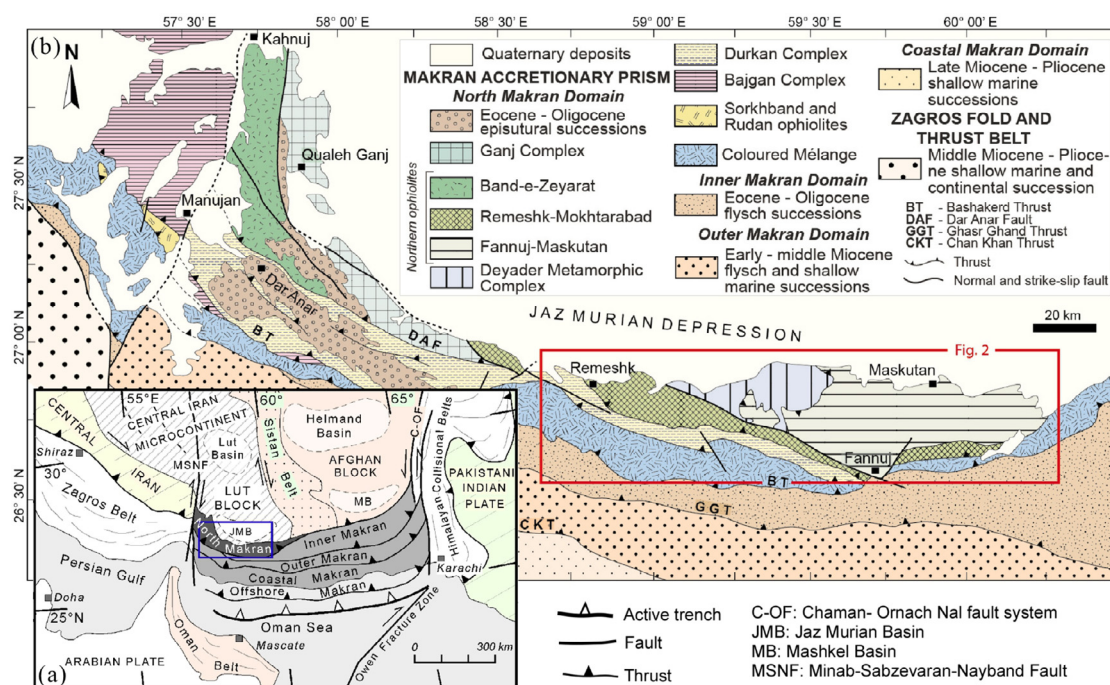 57°30'E
58°00'E
58°30'E
59°00'E
59°30'E
60°00'E
(b)
N
Kahnuj
Qualeh Ganj
Manujan
Dar Anar
BT
DAF
27°30'N
27°00'N
26°30'N
Quaternary deposits
MAKRAN ACCRETIONARY PRISM
North Makran Domain
Eocene - Oligocene
episutural successions
Ganj Complex
Northern ophiolites
Band-e-Zeyarat
Remeshk-Mokhtarabad
Fannuj-Maskutan
Deyader Metamorphic
Complex
Durkan Complex
Bajgan Complex
Sorkhband and
Rudan ophiolites
Coloured Mélange
Inner Makran Domain
Eocene - Oligocene
flysch successions
Outer Makran Domain
Early - middle Miocene
flysch and shallow
marine successions
Coastal Makran Domain
Late Miocene - Pliocene
shallow marine
successions
ZAGROS FOLD AND
THRUST BELT
Middle Miocene - Plioce-
ne shallow marine and
continental succession
BT - Bashakerd Thrust
DAF - Dar Anar Fault
GGT - Ghasr Ghand Thrust
CKT - Chan Khan Thrust
Thrust
Normal and strike-slip fault
JAZ MURIAN DEPRESSION
20 km
Fig. 2
Remeshk
Maskutan
Fannuj
BT
GGT
CKT
55°E
60°
65°
CENTRAL IRAN
MICROCONTINENT
Lut
Basin
MSNF
LUT
BLOCK
JMB
Sistan Belt
Helmand
Basin
AFGHAN
BLOCK
MB
C-OF
Himalayan Collisional Belts
PAKISTANI
INDIAN
PLATE
CENTRAL
IRAN
Shiraz
30°
Zagros Belt
North Makran
Inner Makran
Outer Makran
Coastal Makran
Offshore Makran
Karachi
Persian Gulf
Doha
25°N
Oman Sea
Mascate
Oman
Belt
Owen Fracture Zone
0 300 km
ARABIAN PLATE
(a)
Active trench
Fault
Thrust
C-OF: Chaman- Ornach Nal fault system
JMB: Jaz Murian Basin
MB: Mashkel Basin
MSNF: Minab-Sabzevaran-Nayband Fault